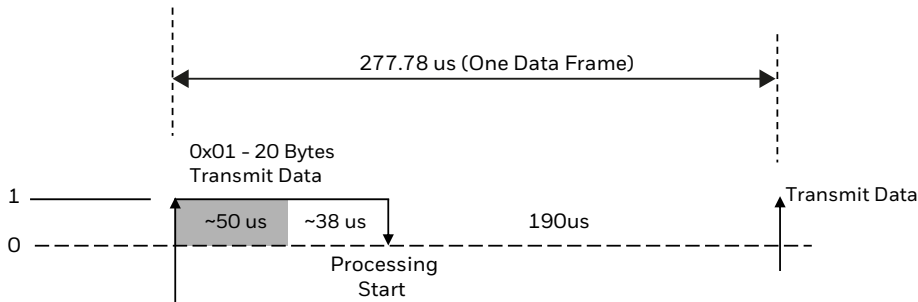 277.78 us (One Data Frame)
0x01 - 20 Bytes
Transmit Data
1
~50 us
~38 us
190us
Transmit Data
0
Processing
Start